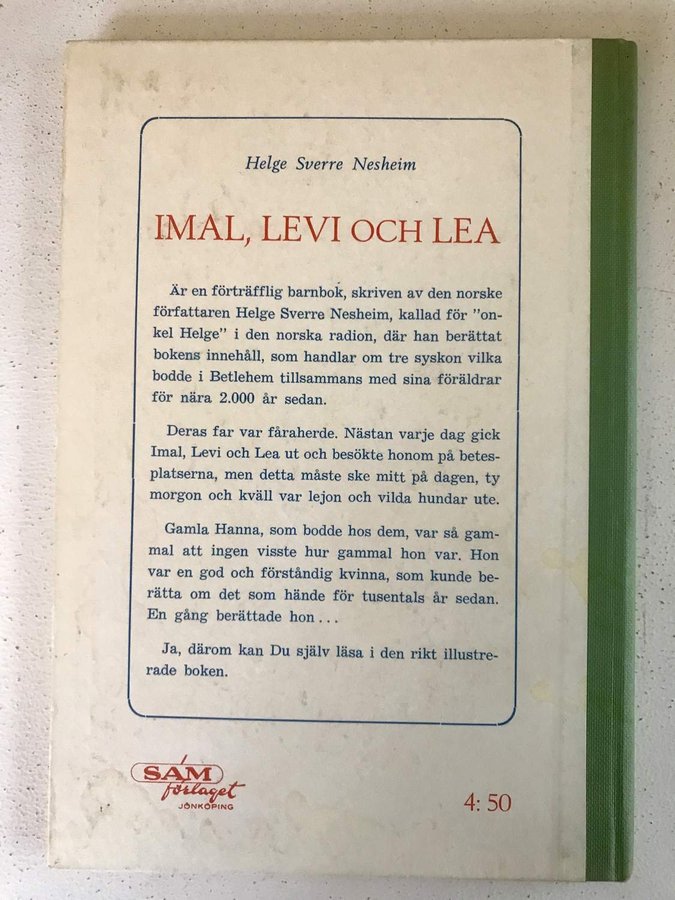 Helge Sverre Nesheim
IMAL, LEVI OCH LEA
Är en förträfflig barnbok, skriven av den norske
författaren Helge Sverre Nesheim, kallad för "on-
kel Helge" i den norska radion, där han berättat
bokens innehåll, som handlar om tre syskon vilka
bodde i Betlehem tillsammans med sina föräldrar
för nära 2.000 år sedan.
Deras far var fåraherde. Nästan varje dag gick
Imal, Levi och Lea ut och besökte honom på betes-
platserna, men detta måste ske mitt på dagen, ty
morgon och kväll var lejon och vilda hundar ute.
Gamla Hanna, som bodde hos dem, var så gam-
mal att ingen visste hur gammal hon var. Hon
var en god och förståndig kvinna, som kunde be-
rätta om det som hände för tusentals år sedan.
En gång berättade hon ...
Ja, därom kan Du själv läsa i den rikt illustre-
rade boken.
SAM
förlaget
JÖNKÖPING
4: 50